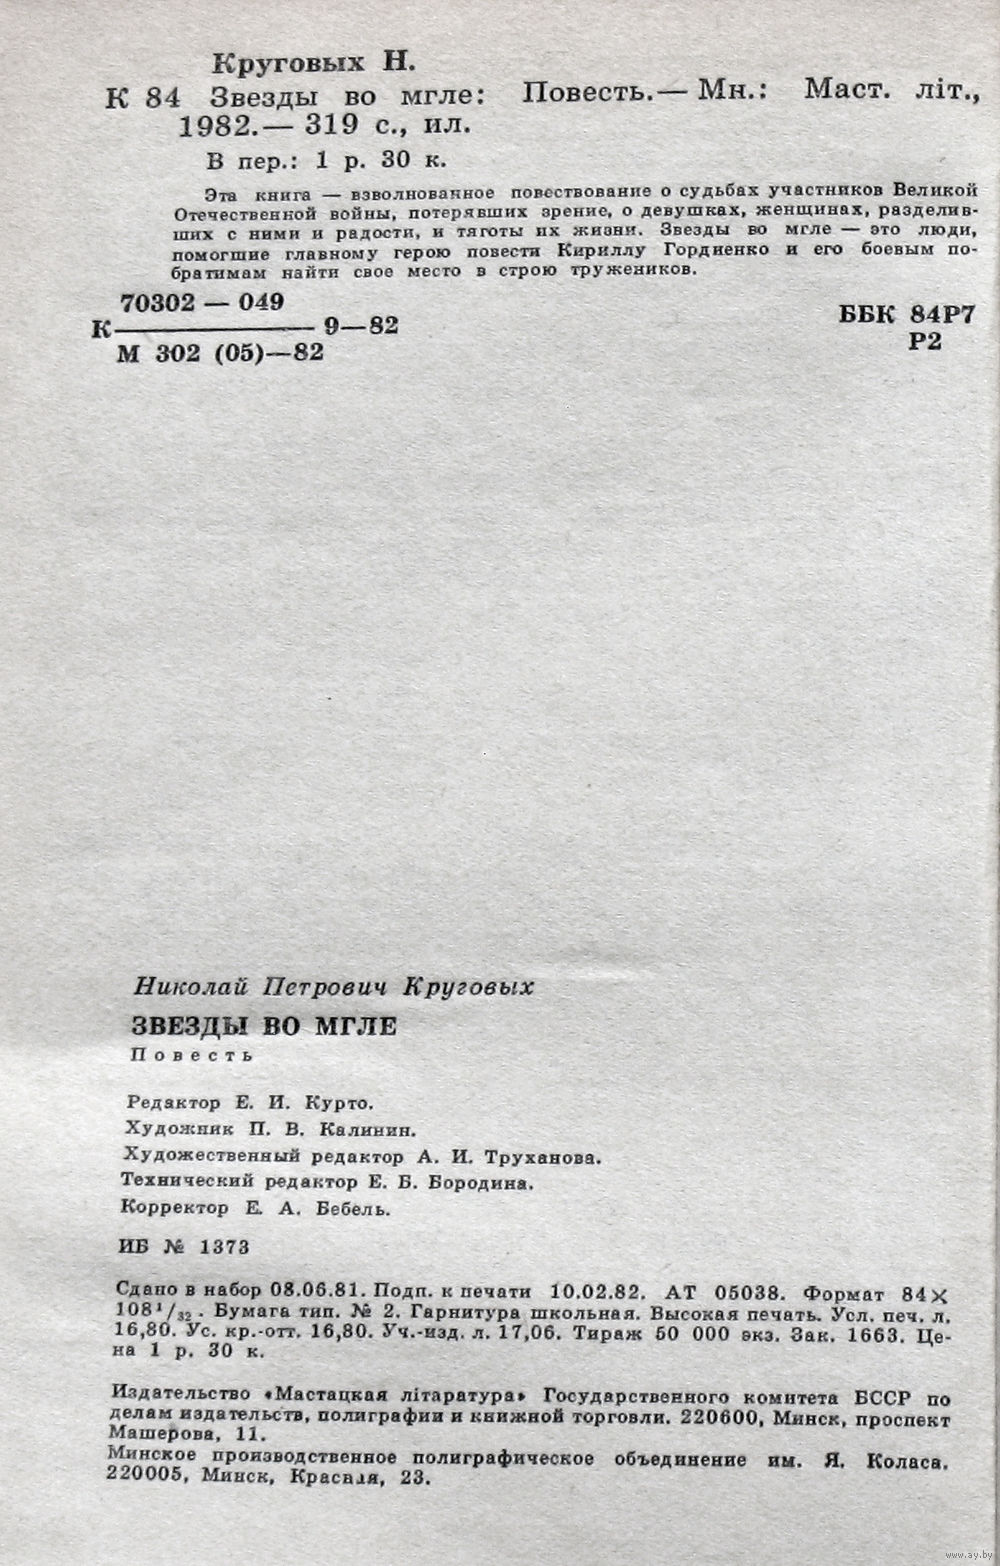 Круговых Н.
К 84 Звезды во мгле: Повесть.— Мн.: Маст. літ.,
1982.— 319 с., ил.
В пер.: 1 р. 30 к.
Эта книга — взволнованное повествование о судьбах участников Великой
Отечественной войны, потерявших зрение, о девушках, женщинах, разделив-
ших с ними и радости, и тяготы их жизни. Звезды во мгле — это люди,
помогшие главному герою повести Кириллу Гордиенко и его боевым по-
братимам найти свое место в строю тружеников.
70302 — 049
К——————— 9—82
М 302 (05)—82
ББК 84Р7
Р2
Николай Петрович Круговых
ЗВЕЗДЫ ВО МГЛЕ
Повесть
Редактор Е. И. Курто.
Художник П. В. Калинин.
Художественный редактор А. И. Труханова.
Технический редактор Е. Б. Бородина.
Корректор Е. А. Бебель.
ИБ № 1373
Сдано в набор 08.06.81. Подп. к печати 10.02.82. АТ 05038. Формат 84×
108¹/₃₂. Бумага тип. № 2. Гарнитура школьная. Высокая печать. Усл. печ. л.
16,80. Ус. кр.-отт. 16,80. Уч.-изд. л. 17,06. Тираж 50 000 экз. Зак. 1663. Це-
на 1 р. 30 к.
Издательство «Мастацкая літаратура» Государственного комитета БССР по
делам издательств, полиграфии и книжной торговли. 220600, Минск, проспект
Машерова, 11.
Минское производственное полиграфическое объединение им. Я. Коласа.
220005, Минск, Красная, 23.
www.ay.by